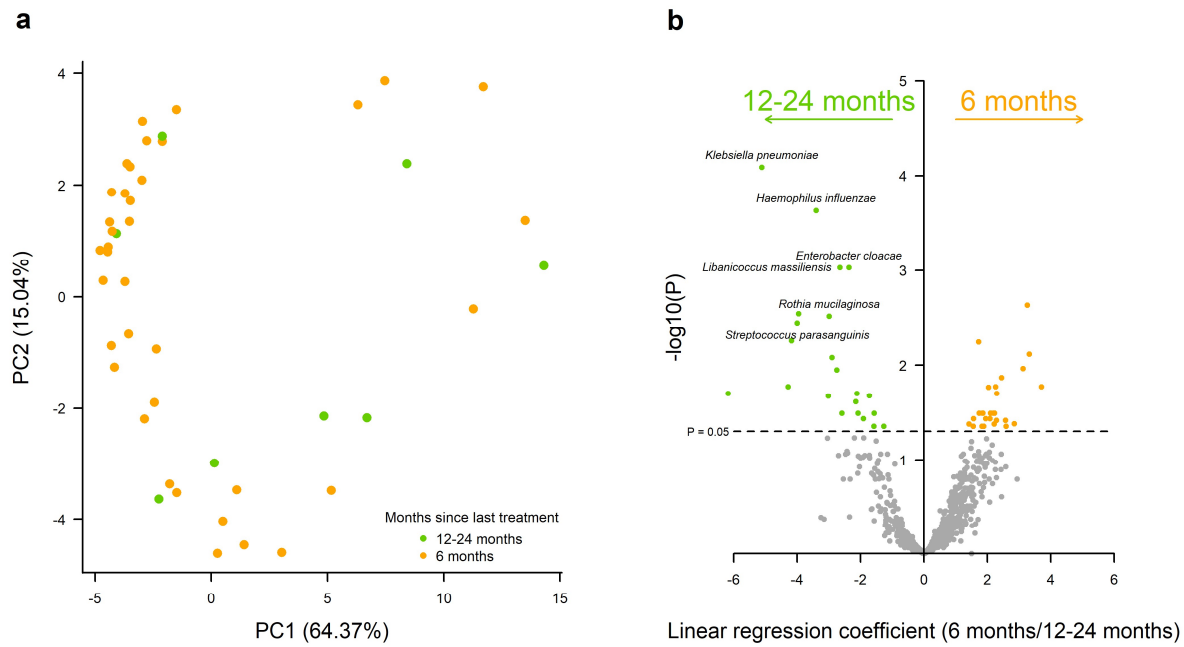 a
4
2
0
-2
-4
PC2 (15.04%)
-5
0
5
10
15
PC1 (64.37%)
Months since last treatment
12-24 months
6 months
b
5
4
3
2
1
-log10(P)
12-24 months
6 months
Klebsiella pneumoniae
Haemophilus influenzae
Enterobacter cloacae
Libanicoccus massiliensis
Rothia mucilaginosa
Streptococcus parasanguinis
P = 0.05
-6
-4
-2
0
2
4
6
Linear regression coefficient (6 months/12-24 months)